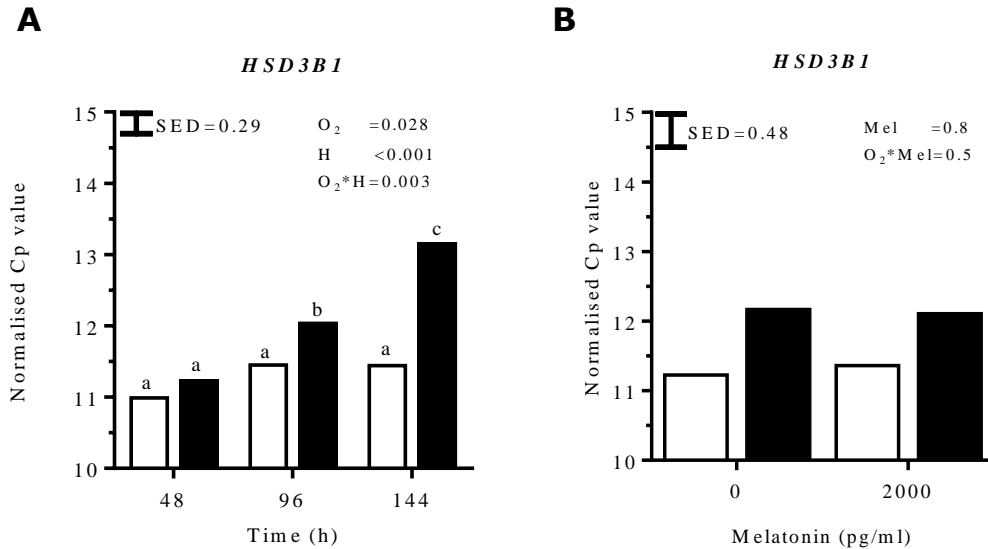 A
HSD3B1
Normalised Cp value
15
14
13
12
11
10
SED=0.29
O2 =0.028
H <0.001
O2*H=0.003
a
a
a
b
a
c
48
96
144
Time (h)
B
HSD3B1
Normalised Cp value
15
14
13
12
11
10
SED=0.48
Mel =0.8
O2*Mel=0.5
0
2000
Melatonin (pg/ml)